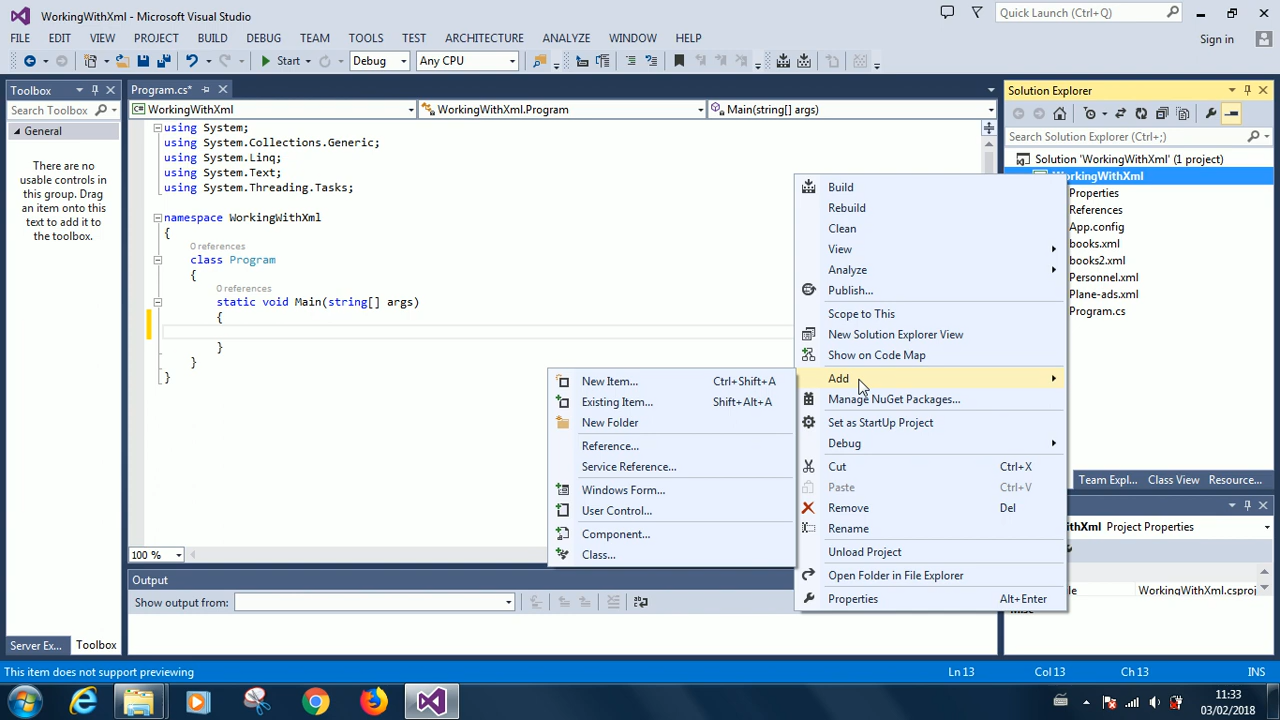 WorkingWithXml - Microsoft Visual Studio
Quick Launch (Ctrl+Q)
FILE EDIT VIEW PROJECT BUILD DEBUG TEAM TOOLS TEST ARCHITECTURE ANALYZE WINDOW HELP
Sign in
Start Debug Any CPU
Toolbox
Search Toolbox
General
There are no
usable controls in
this group. Drag
an item onto this
text to add it to
the toolbox.
Server Ex... Toolbox
Program.cs*
WorkingWithXml WorkingWithXml.Program Main(string[] args)
using System;
using System.Collections.Generic;
using System.Linq;
using System.Text;
using System.Threading.Tasks;
namespace WorkingWithXml
{
0 references
class Program
{
0 references
static void Main(string[] args)
{
}
}
}
100 %
Output
Show output from:
New Item... Ctrl+Shift+A
Existing Item... Shift+Alt+A
New Folder
Reference...
Service Reference...
Windows Form...
User Control...
Component...
Class...
Build
Rebuild
Clean
View
Analyze
Publish...
Scope to This
New Solution Explorer View
Show on Code Map
Add
Manage NuGet Packages...
Set as StartUp Project
Debug
Cut Ctrl+X
Paste Ctrl+V
Remove Del
Rename
Unload Project
Open Folder in File Explorer
Properties Alt+Enter
Solution Explorer
Search Solution Explorer (Ctrl+;)
Solution 'WorkingWithXml' (1 project)
WorkingWithXml
Properties
References
App.config
books.xml
books2.xml
Personnel.xml
Plane-ads.xml
Program.cs
Team Expl... Class View Resource...
Project Properties
WorkingWithXml.csproj
This item does not support previewing
Ln 13 Col 13 Ch 13 INS
11:33
03/02/2018